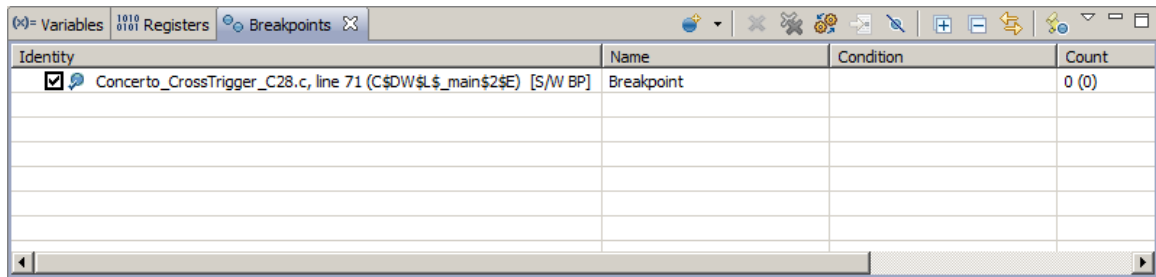 (x)= Variables 1010 0101 Registers Breakpoints
Identity Name Condition Count
Concerto_CrossTrigger_C28.c, line 71 (C$DW$L$_main$2$E) [S/W BP] Breakpoint 0 (0)